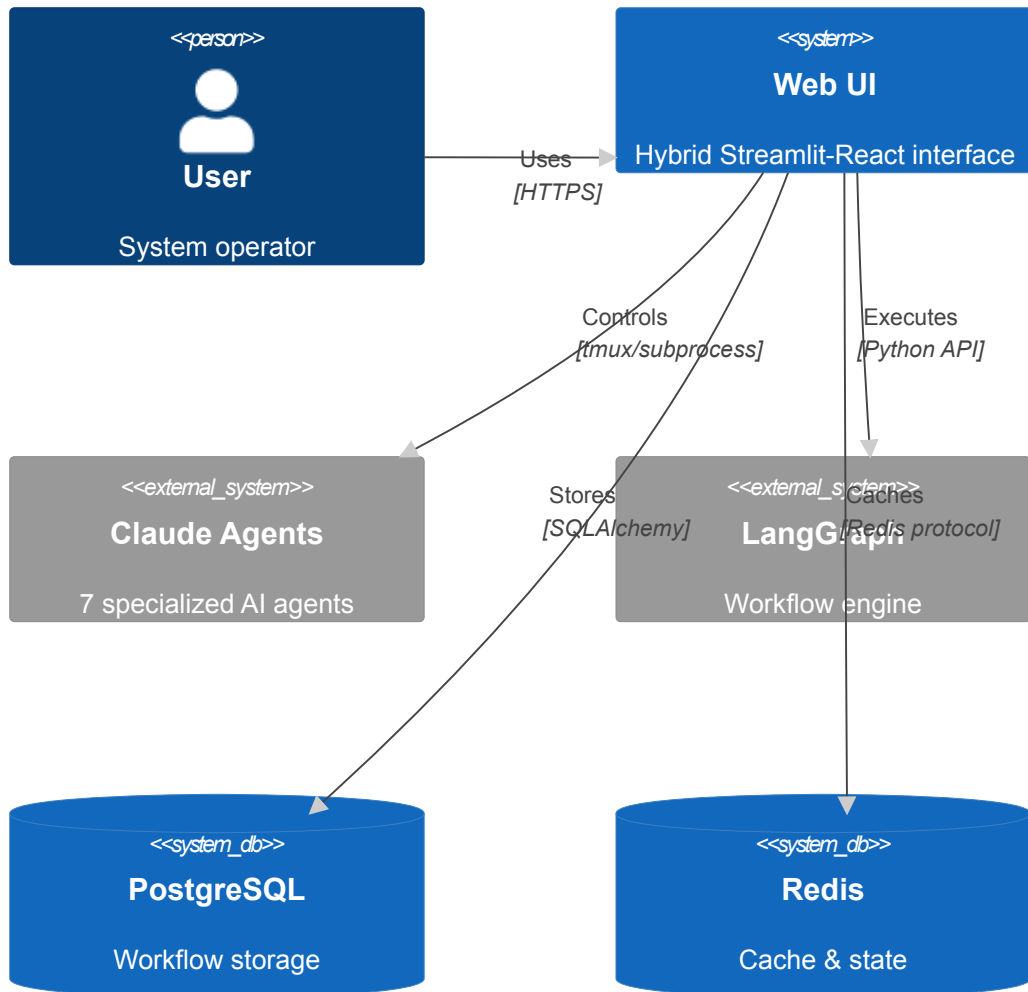 <<person>>
User
System operator
<<system>>
Web UI
Hybrid Streamlit-React interface
Uses
[HTTPS]
Controls
[tmux/subprocess]
Executes
[Python API]
<<external_system>>
Claude Agents
7 specialized AI agents
Stores
[SQLAlchemy]
<<external_system>>
LangGraph
Workflow engine
Caches
[Redis protocol]
<<system_db>>
PostgreSQL
Workflow storage
<<system_db>>
Redis
Cache & state